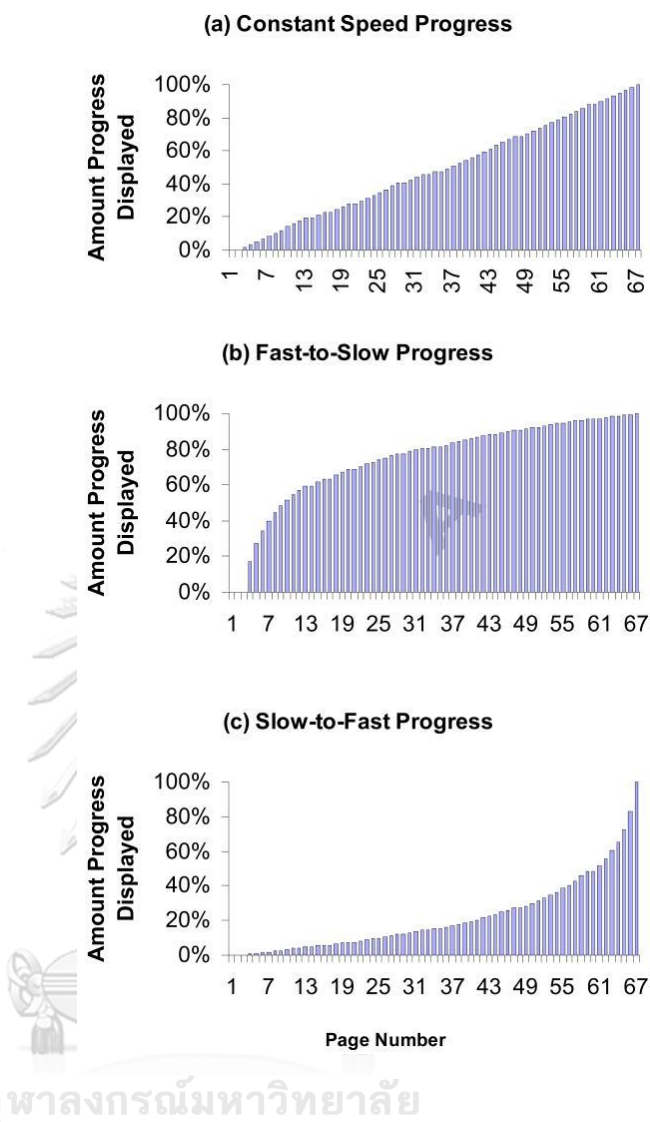 (a) Constant Speed Progress
Amount Progress
Displayed
100%
80%
60%
40%
20%
0%
1 7 13 19 25 31 37 43 49 55 61 67
(b) Fast-to-Slow Progress
Amount Progress
Displayed
100%
80%
60%
40%
20%
0%
1 7 13 19 25 31 37 43 49 55 61 67
(c) Slow-to-Fast Progress
Amount Progress
Displayed
100%
80%
60%
40%
20%
0%
1 7 13 19 25 31 37 43 49 55 61 67
Page Number
หาลงกรณ์มหาวิทยาลัย